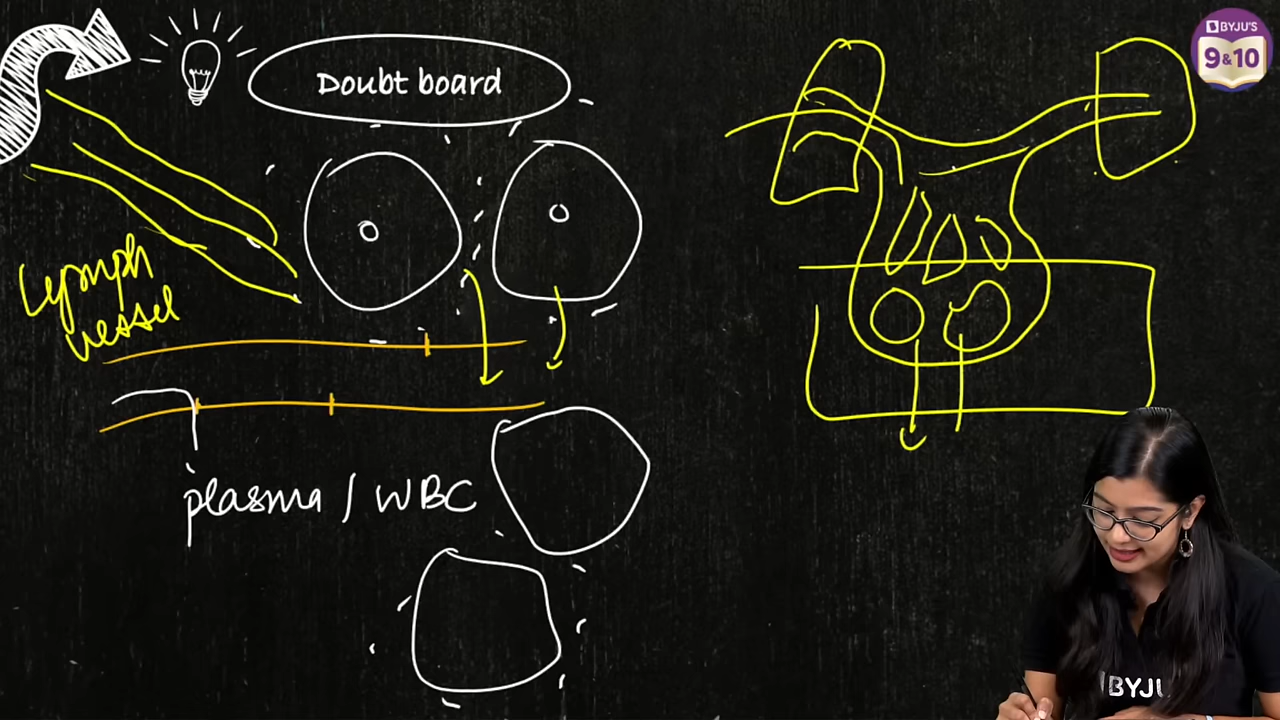 Doubt board
BYJU'S
9 & 10
Lymph
vessel
plasma / WBC
BYJU